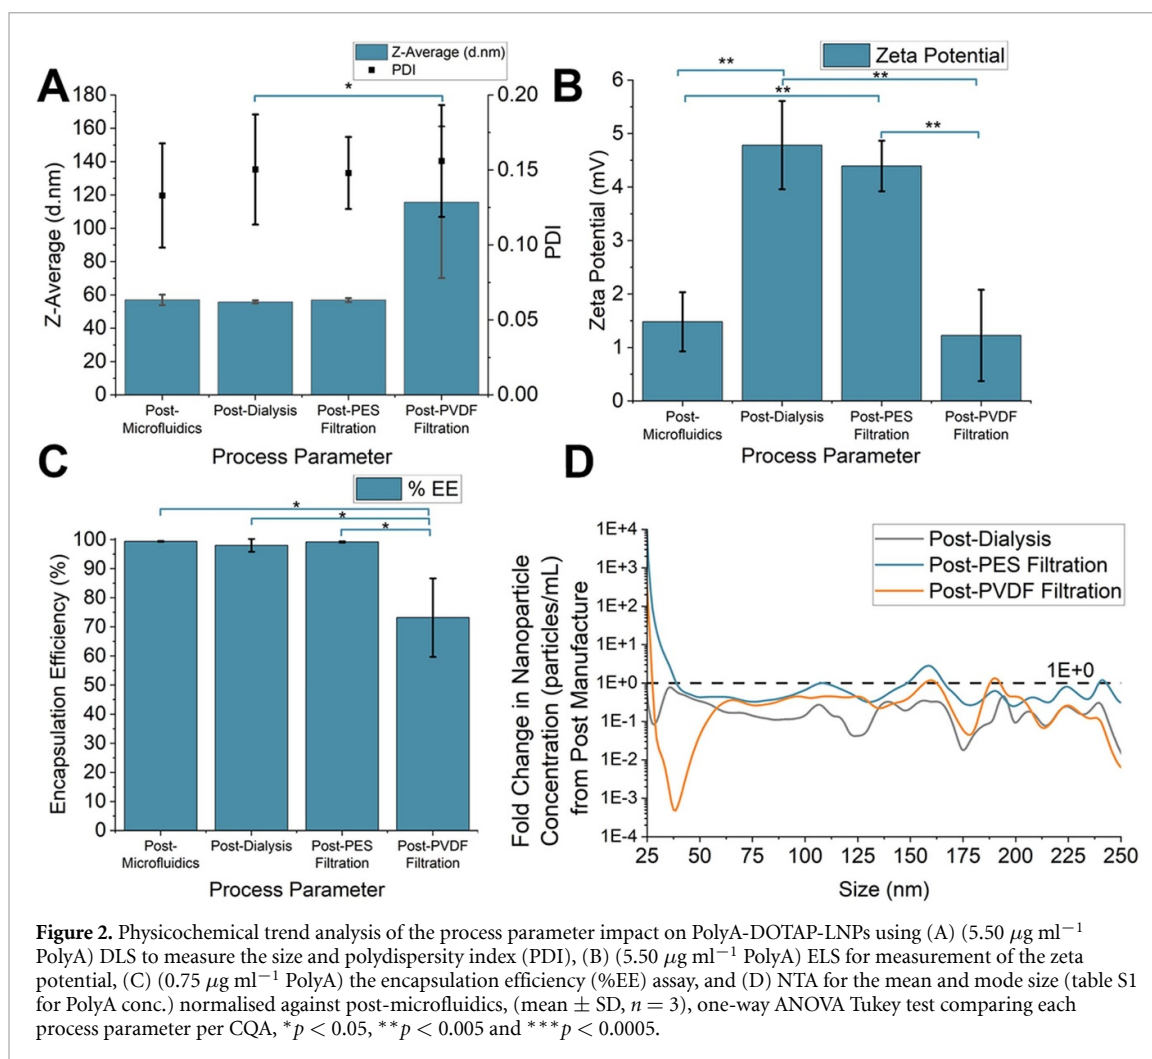 A
Z-Average (d.nm)
PDI
*
180
160
140
120
100
80
60
40
20
0
Z-Average (d.nm)
0.20
0.15
0.10
0.05
0.00
PDI
Post-
Microfluidics
Post-Dialysis
Post-PES
Filtration
Post-PVDF
Filtration
Process Parameter
B
Zeta Potential
**
**
**
**
6
5
4
3
2
1
0
Zeta Potential (mV)
Post-
Microfluidics
Post-Dialysis
Post-PES
Filtration
Post-PVDF
Filtration
Process Parameter
C
% EE
*
*
*
100
90
80
70
60
50
40
30
20
10
0
Encapsulation Efficiency (%)
Post-
Microfluidics
Post-Dialysis
Post-PES
Filtration
Post-PVDF
Filtration
Process Parameter
D
Post-Dialysis
Post-PES Filtration
Post-PVDF Filtration
1E+0
1E+4
1E+3
1E+2
1E+1
1E+0
1E-1
1E-2
1E-3
1E-4
Fold Change in Nanoparticle
Concentration (particles/mL)
from Post Manufacture
25 50 75 100 125 150 175 200 225 250
Size (nm)
Figure 2. Physicochemical trend analysis of the process parameter impact on PolyA-DOTAP-LNPs using (A) (5.50 μg ml⁻¹
PolyA) DLS to measure the size and polydispersity index (PDI), (B) (5.50 μg ml⁻¹ PolyA) ELS for measurement of the zeta
potential, (C) (0.75 μg ml⁻¹ PolyA) the encapsulation efficiency (%EE) assay, and (D) NTA for the mean and mode size (table S1
for PolyA conc.) normalised against post-microfluidics, (mean ± SD, n = 3), one-way ANOVA Tukey test comparing each
process parameter per CQA, *p < 0.05, **p < 0.005 and ***p < 0.0005.